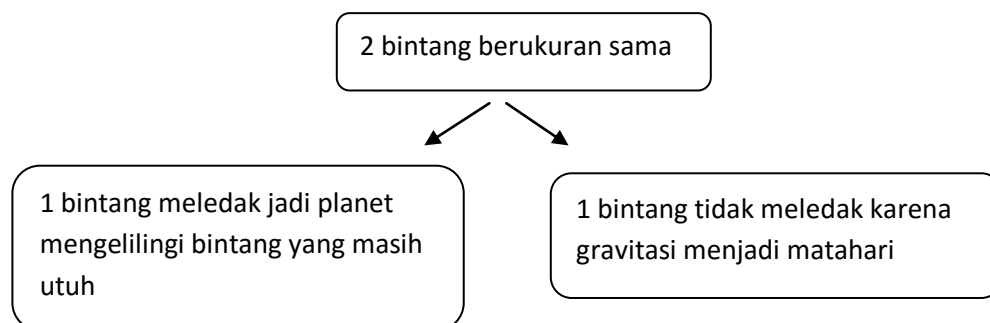 2 bintang berukuran sama
1 bintang meledak jadi planet
mengelilingi bintang yang masih
utuh
1 bintang tidak meledak karena
gravitasi menjadi matahari